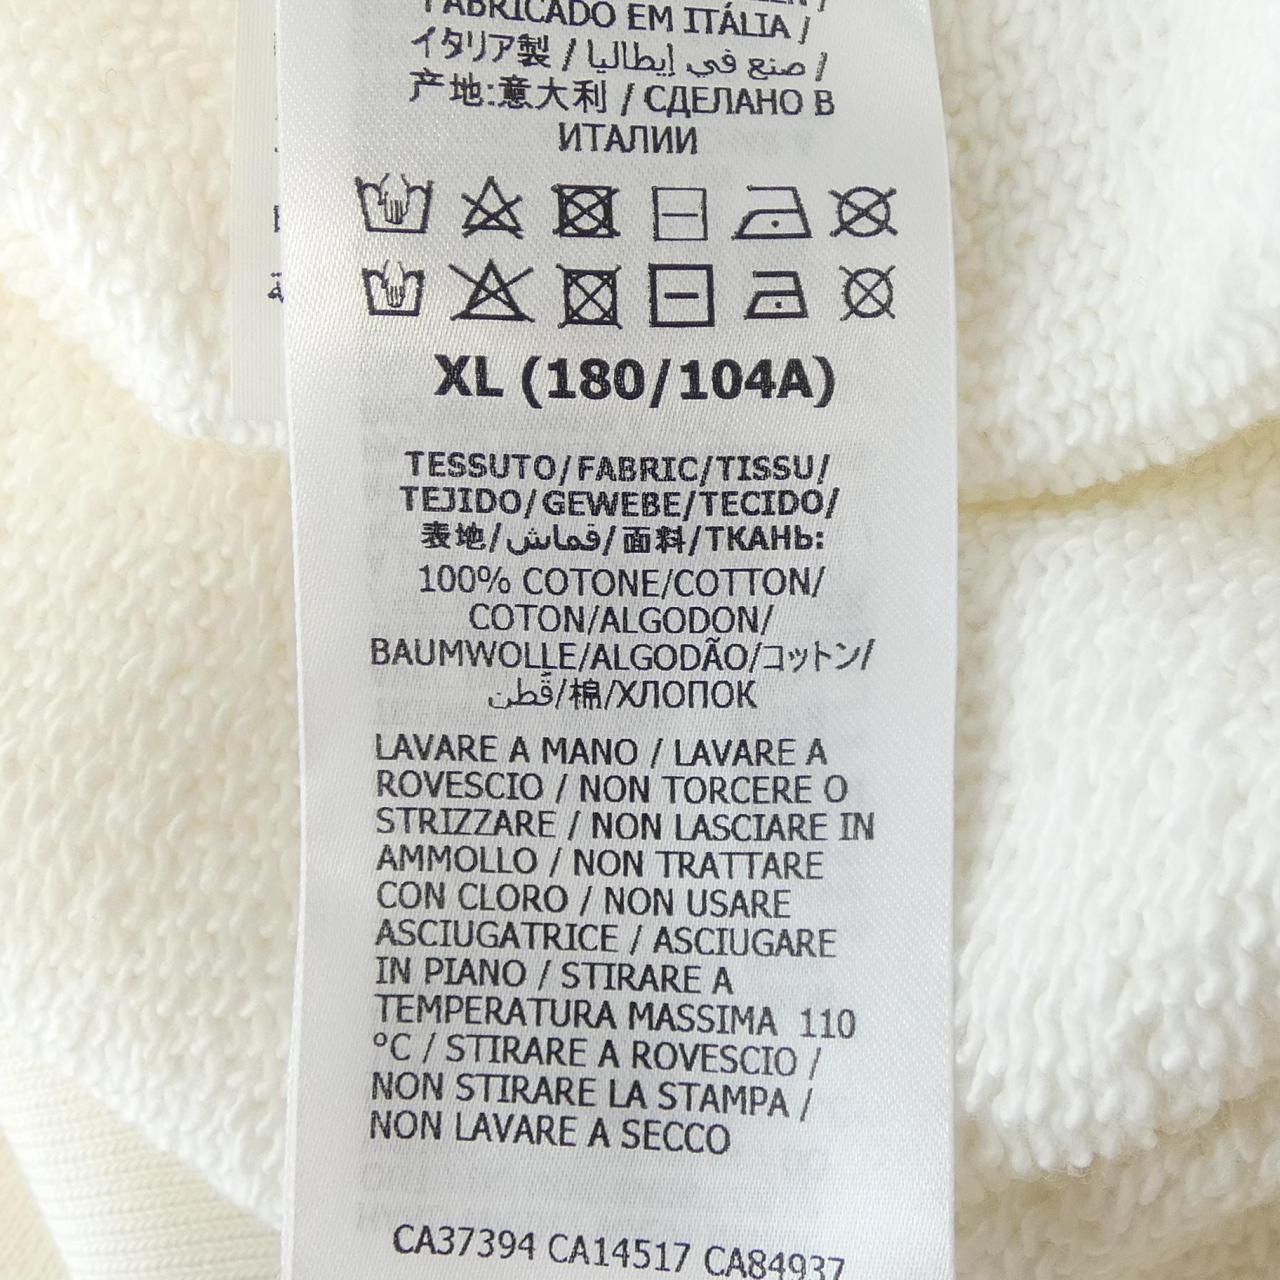 FABRICADO EM ITÁLIA /
イタリア製 / صنع في إيطاليا /
产地:意大利 / СДЕЛАНО В
ИТАЛИИ
XL (180/104A)
TESSUTO/FABRIC/TISSU/
TEJIDO/GEWEBE/TECIDO/
表地/قماش/面料/ТКАНЬ:
100% COTONE/COTTON/
COTON/ALGODON/
BAUMWOLLE/ALGODÃO/コットン/
قُطن/棉/ХЛОПОК
LAVARE A MANO / LAVARE A
ROVESCIO / NON TORCERE O
STRIZZARE / NON LASCIARE IN
AMMOLLO / NON TRATTARE
CON CLORO / NON USARE
ASCIUGATRICE / ASCIUGARE
IN PIANO / STIRARE A
TEMPERATURA MASSIMA 110
°C / STIRARE A ROVESCIO /
NON STIRARE LA STAMPA /
NON LAVARE A SECCO
CA37394 CA14517 CA84937